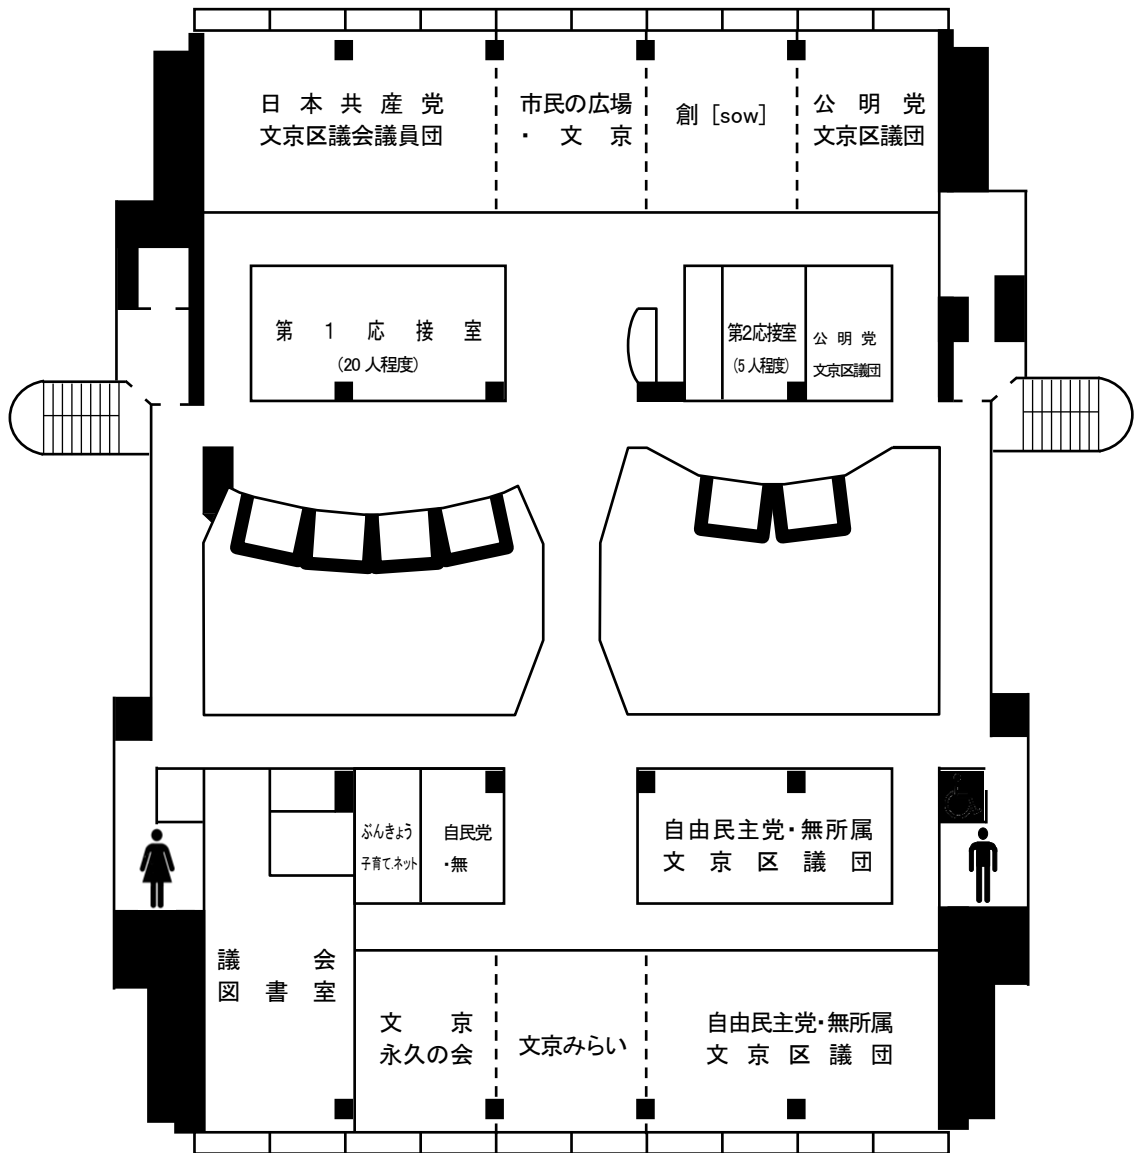 日本共産党
文京区議会議員団
市民の広場
・文京
創［sow］
公明党
文京区議団
第1応接室
(20人程度)
第2応接室
(5人程度)
公明党
文京区議団
ぶんきょう
子育て.ネット
自民党
・無
自由民主党・無所属
文京区議団
議会
図書室
文京
永久の会
文京みらい
自由民主党・無所属
文京区議団